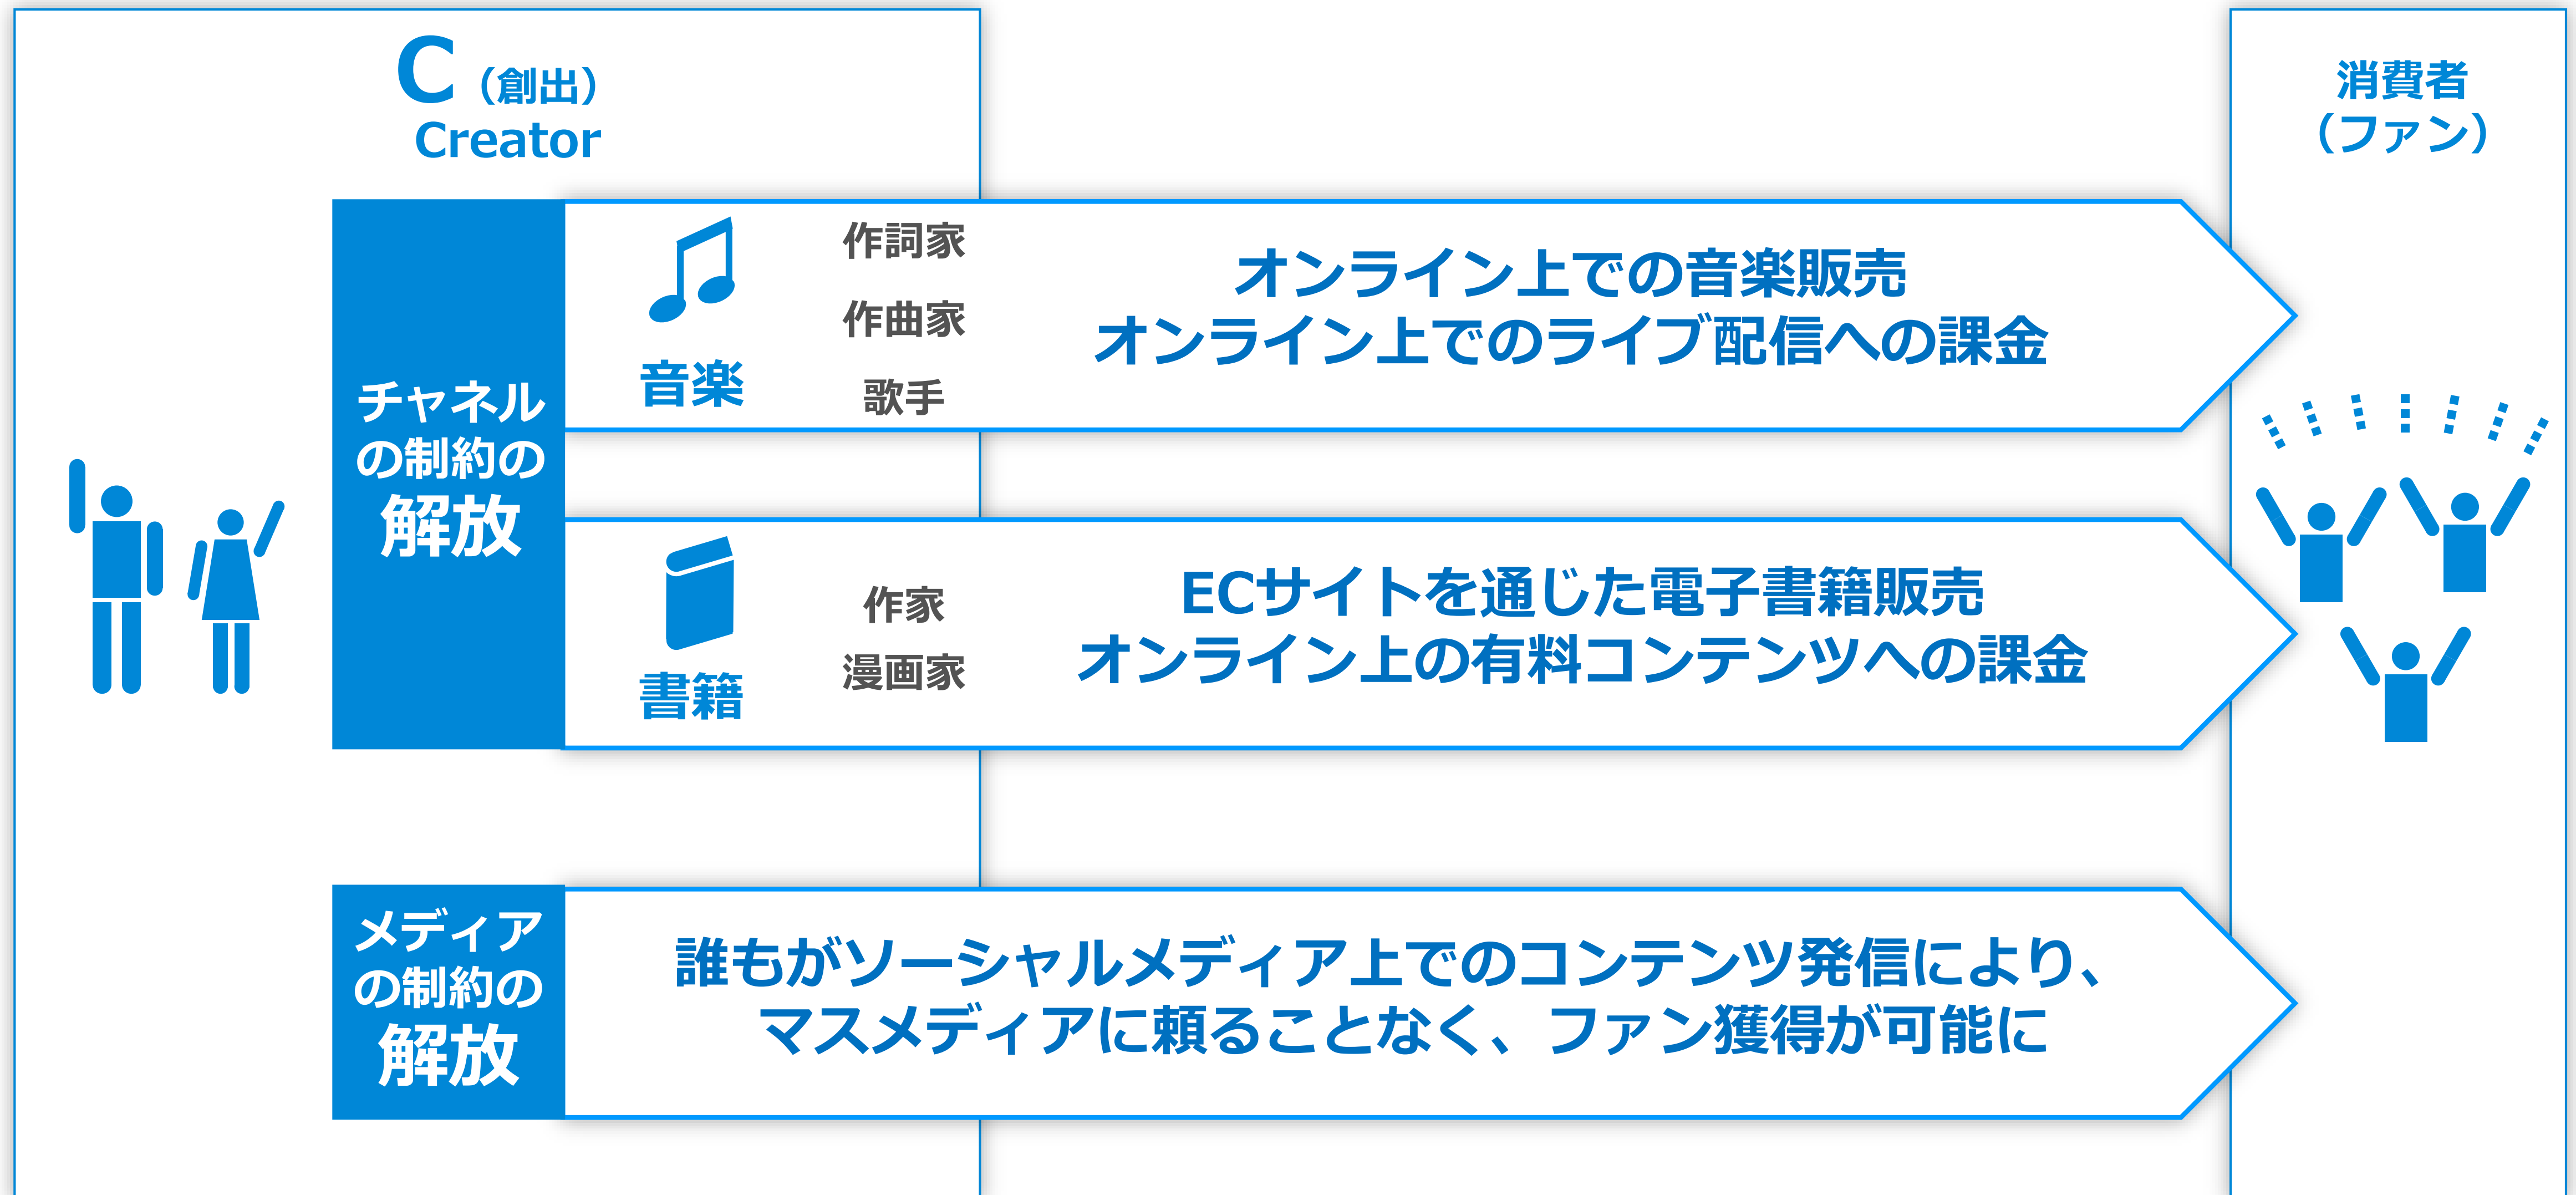 C（創出）
Creator
消費者
（ファン）
チャネル
の制約の
解放
音楽
作詞家
作曲家
歌手
オンライン上での音楽販売
オンライン上でのライブ配信への課金
書籍
作家
漫画家
ECサイトを通じた電子書籍販売
オンライン上の有料コンテンツへの課金
メディア
の制約の
解放
誰もがソーシャルメディア上でのコンテンツ発信により、
マスメディアに頼ることなく、ファン獲得が可能に